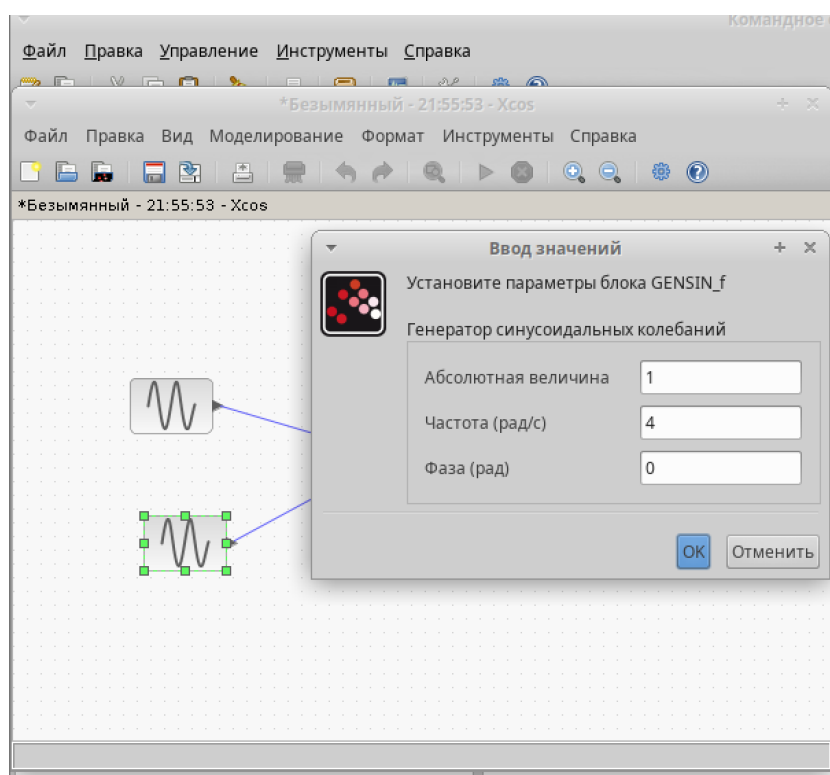 Командное
Файл Правка Управление Инструменты Справка
*Безымянный - 21:55:53 - Xcos
Файл Правка Вид Моделирование Формат Инструменты Справка
*Безымянный - 21:55:53 - Xcos
Ввод значений
Установите параметры блока GENSIN_f
Генератор синусоидальных колебаний
Абсолютная величина 1
Частота (рад/с) 4
Фаза (рад) 0
OK Отменить